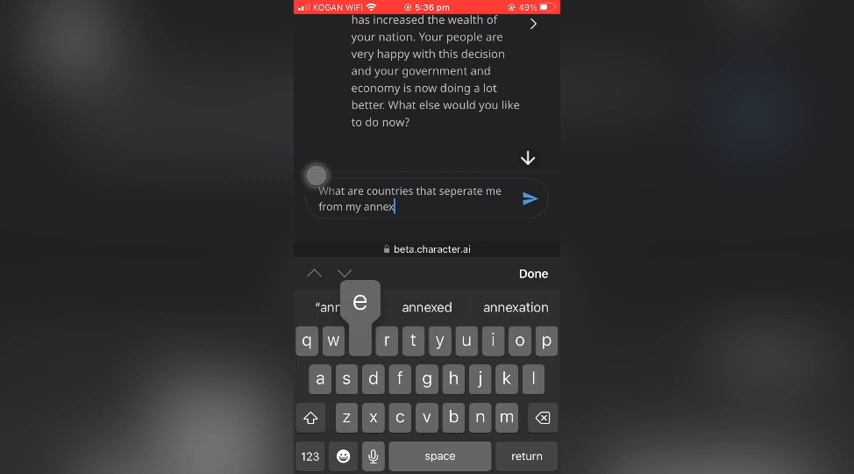 KOGAN WiFi 5:36 pm 49%
has increased the wealth of
your nation. Your people are
very happy with this decision
and your government and
economy is now doing a lot
better. What else would you like
to do now?
What are countries that seperate me
from my annex
beta.character.ai
Done
“ann annexed annexation
e
q w r t y u i o p
a s d f g h j k l
z x c v b n m
123 space return